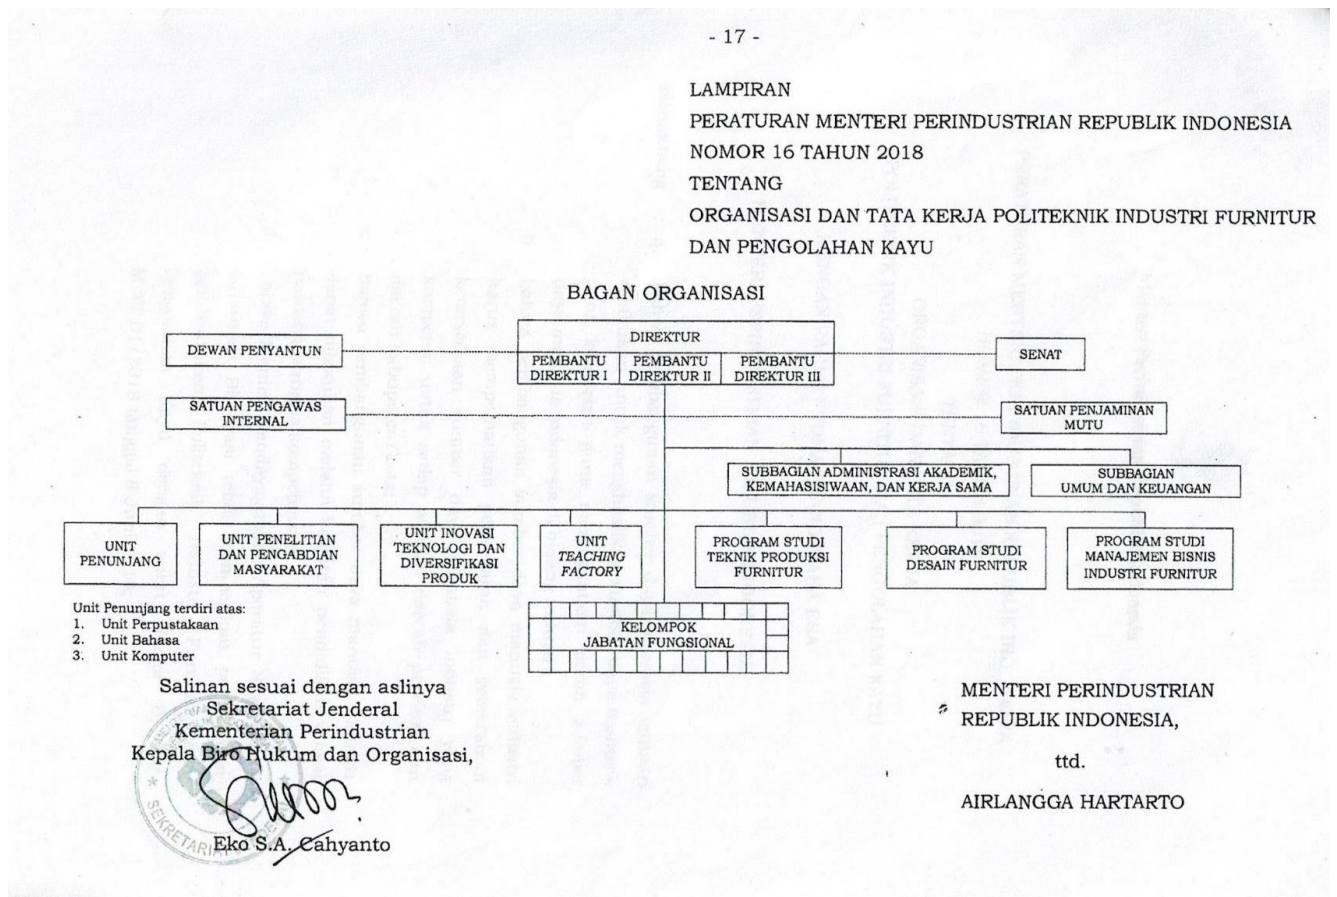 - 17 -
LAMPIRAN
PERATURAN MENTERI PERINDUSTRIAN REPUBLIK INDONESIA
NOMOR 16 TAHUN 2018
TENTANG
ORGANISASI DAN TATA KERJA POLITEKNIK INDUSTRI FURNITUR
DAN PENGOLAHAN KAYU
BAGAN ORGANISASI
DEWAN PENYANTUN
DIREKTUR
PEMBANTU
DIREKTUR I
PEMBANTU
DIREKTUR II
PEMBANTU
DIREKTUR III
SENAT
SATUAN PENGAWAS
INTERNAL
SATUAN PENJAMINAN
MUTU
SUBBAGIAN ADMINISTRASI AKADEMIK,
KEMAHASISIWAAN, DAN KERJA SAMA
SUBBAGIAN
UMUM DAN KEUANGAN
UNIT
PENUNJANG
UNIT PENELITIAN
DAN PENGABDIAN
MASYARAKAT
UNIT INOVASI
TEKNOLOGI DAN
DIVERSIFIKASI
PRODUK
UNIT
TEACHING
FACTORY
PROGRAM STUDI
TEKNIK PRODUKSI
FURNITUR
PROGRAM STUDI
DESAIN FURNITUR
PROGRAM STUDI
MANAJEMEN BISNIS
INDUSTRI FURNITUR
Unit Penunjang terdiri atas:
1. Unit Perpustakaan
2. Unit Bahasa
3. Unit Komputer
KELOMPOK
JABATAN FUNGSIONAL
Salinan sesuai dengan aslinya
Sekretariat Jenderal
Kementerian Perindustrian
Kepala Biro Hukum dan Organisasi,
Eko S.A. Cahyanto
MENTERI PERINDUSTRIAN
REPUBLIK INDONESIA,
ttd.
AIRLANGGA HARTARTO